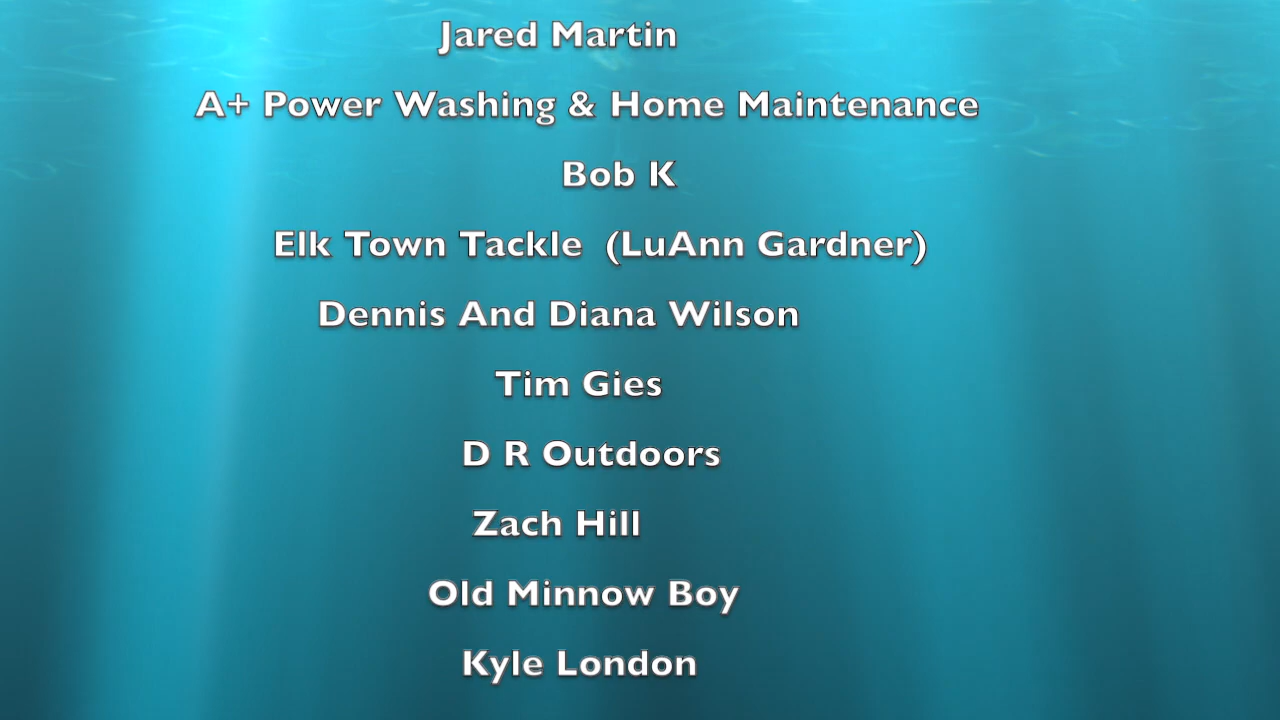 Jared Martin
A+ Power Washing & Home Maintenance
Bob K
Elk Town Tackle (LuAnn Gardner)
Dennis And Diana Wilson
Tim Gies
D R Outdoors
Zach Hill
Old Minnow Boy
Kyle London